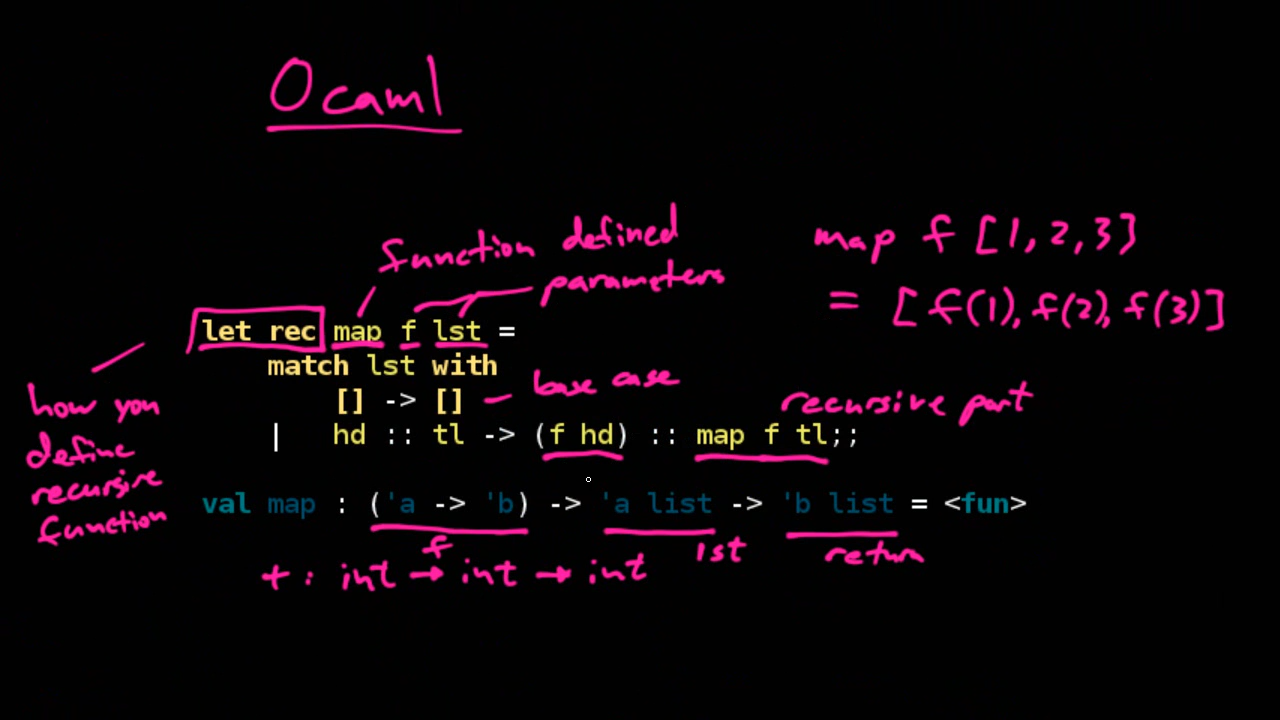 Ocaml
function defined
parameters
map f [1, 2, 3]
= [f(1), f(2), f(3)]
let rec map f lst =
match lst with
[] -> []
base case
recursive part
| hd :: tl -> (f hd) :: map f tl;;
how you
define
recursive
function
val map : ('a -> 'b) -> 'a list -> 'b list = <fun>
f
lst
return
+ : int → int → int